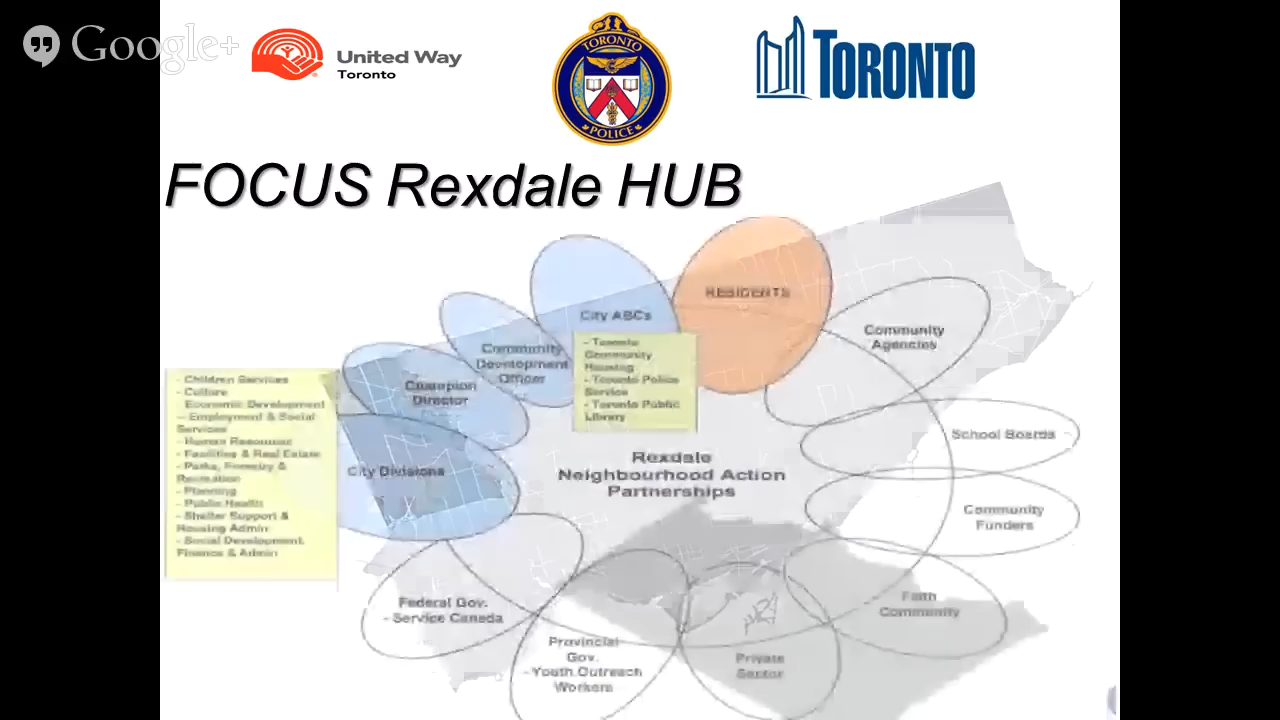 Google+
United Way
Toronto
TORONTO
POLICE
TORONTO
FOCUS Rexdale HUB
RESIDENTS
City ABCs
- Toronto
Community
Housing
- Toronto Police
Service
- Toronto Public
Library
Community
Agencies
Community
Development
Officer
Champion
Director
- Children Services
- Culture
Economic Development
- Employment & Social
Services
- Human Resources
- Facilities & Real Estate
- Parks, Forestry &
Recreation
- Planning
- Public Health
- Shelter Support &
Housing Admin
- Social Development,
Finance & Admin
City Divisions
School Boards
Rexdale
Neighbourhood Action
Partnerships
Community
Funders
Federal Gov.
- Service Canada
Faith
Community
Provincial
Gov.
- Youth Outreach
Workers
Private
Sector